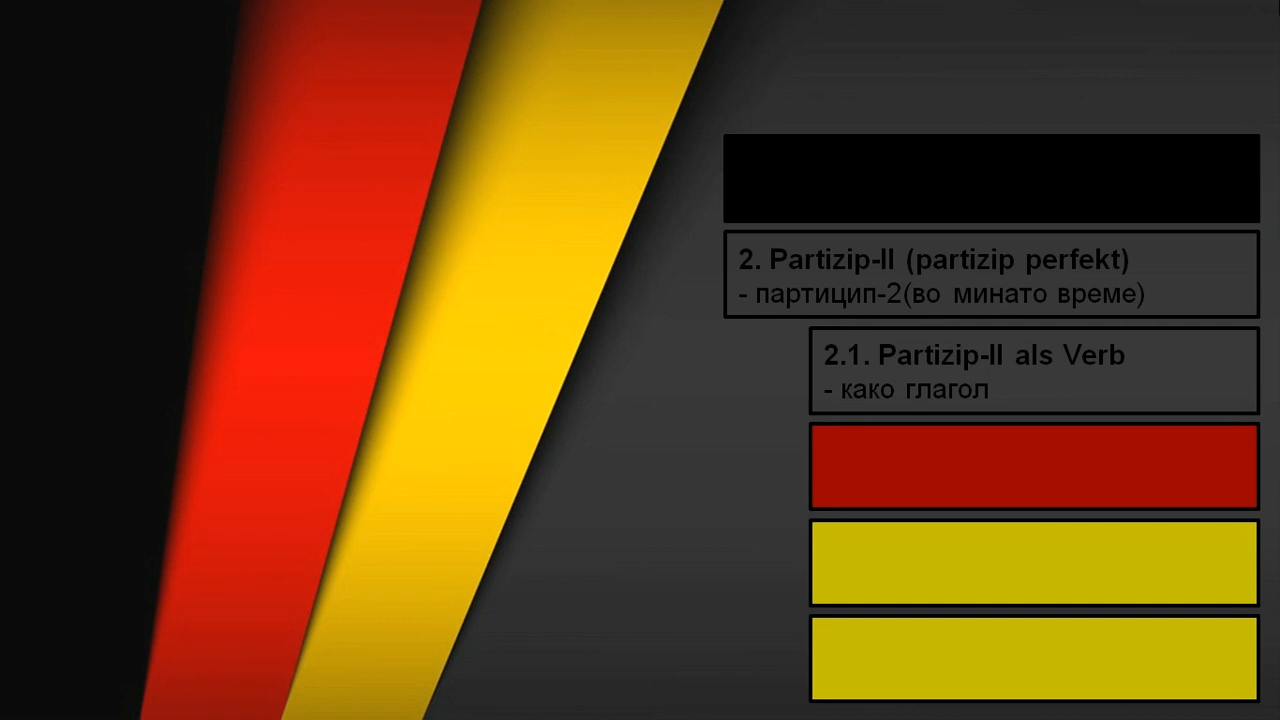 2. Partizip-II (partizip perfekt)
- партицип-2(во минато време)
2.1. Partizip-II als Verb
- како глагол